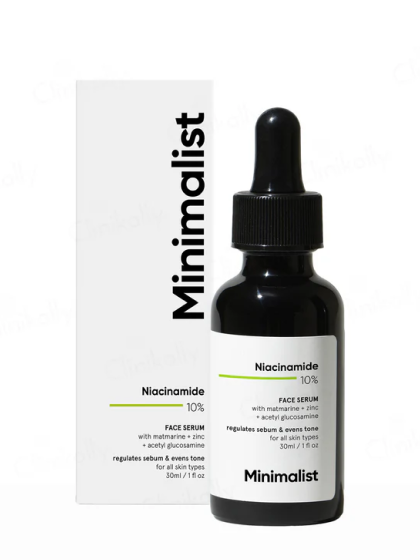 Minimalist
Niacinamide
10%
FACE SERUM
with matmarine + zinc
+ acetyl glucosamine
regulates sebum & evens tone
for all skin types
30ml / 1 fl oz
Niacinamide
10%
FACE SERUM
with matmarine + zinc
+ acetyl glucosamine
regulates sebum & evens tone
for all skin types
30ml / 1 fl oz
Minimalist